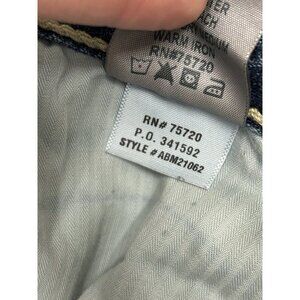 WARM IRON
RN#75720
RN# 75720
P.O. 341592
STYLE # ABM21062